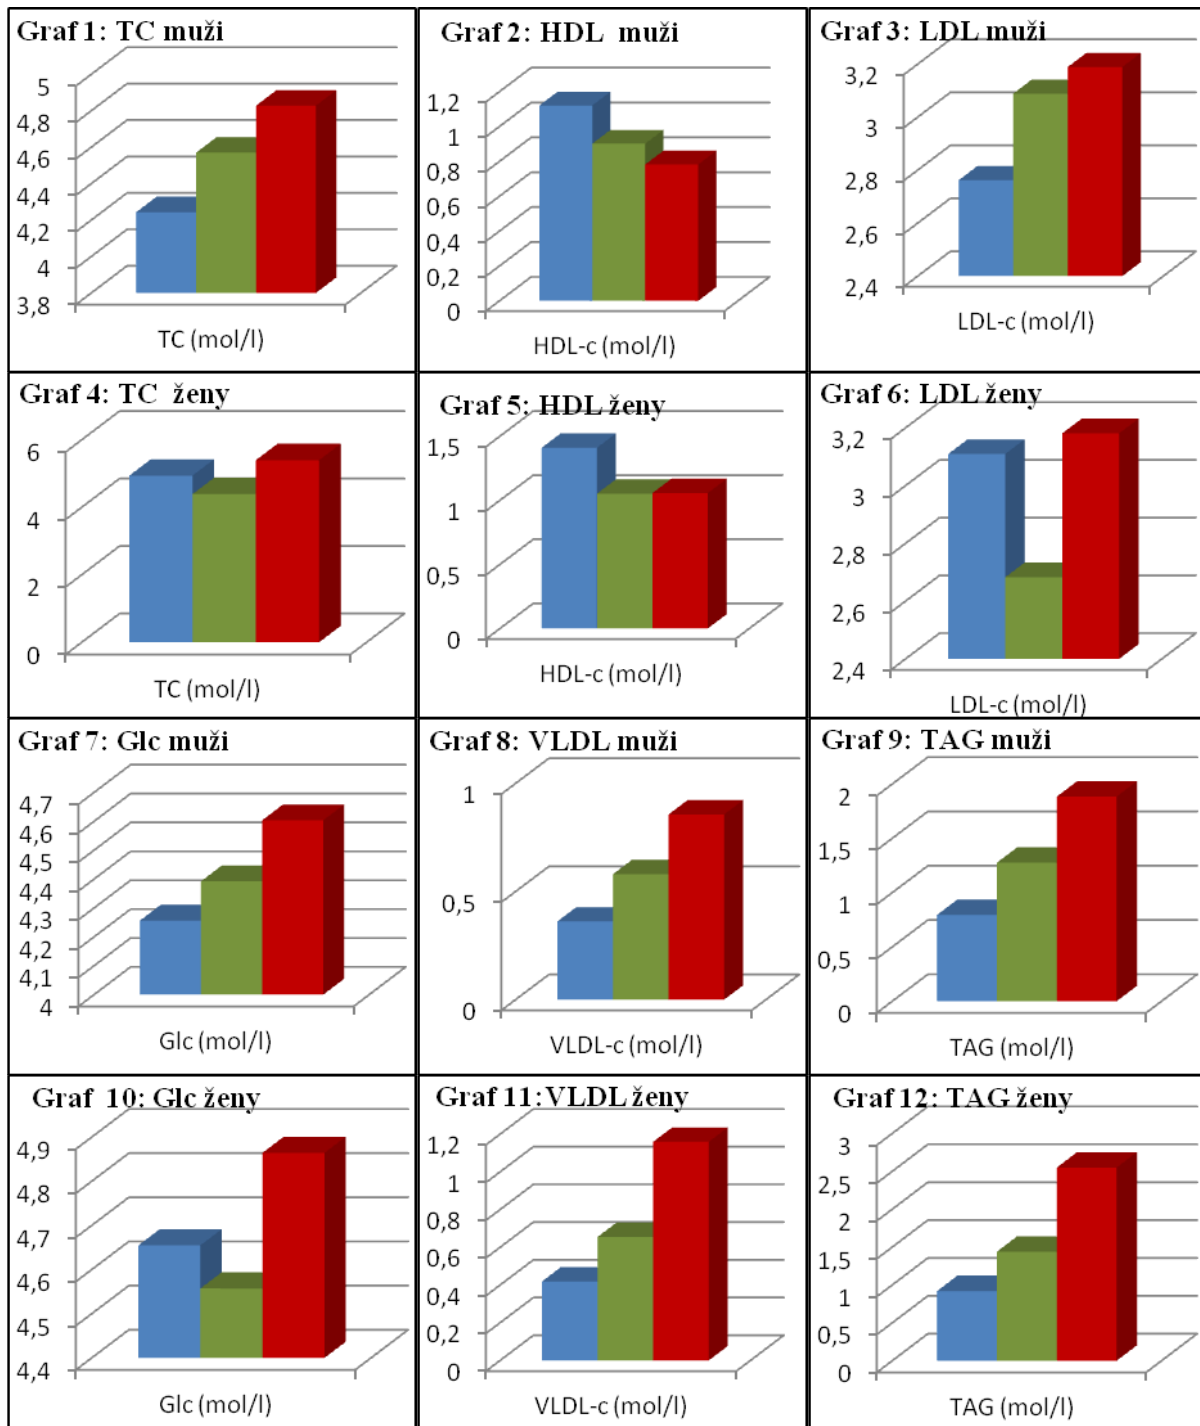 Graf 1: TC muži
5
4,8
4,6
4,4
4,2
4
3,8
TC (mol/l)
Graf 2: HDL muži
1,2
1
0,8
0,6
0,4
0,2
0
HDL-c (mol/l)
Graf 3: LDL muži
3,2
3
2,8
2,6
2,4
LDL-c (mol/l)
Graf 4: TC ženy
6
4
2
0
TC (mol/l)
Graf 5: HDL ženy
1,5
1
0,5
0
HDL-c (mol/l)
Graf 6: LDL ženy
3,2
3
2,8
2,6
2,4
LDL-c (mol/l)
Graf 7: Glc muži
4,7
4,6
4,5
4,4
4,3
4,2
4,1
4
Glc (mol/l)
Graf 8: VLDL muži
1
0,5
0
VLDL-c (mol/l)
Graf 9: TAG muži
2
1,5
1
0,5
0
TAG (mol/l)
Graf 10: Glc ženy
4,9
4,8
4,7
4,6
4,5
4,4
Glc (mol/l)
Graf 11:VLDL ženy
1,2
1
0,8
0,6
0,4
0,2
0
VLDL-c (mol/l)
Graf 12: TAG ženy
3
2,5
2
1,5
1
0,5
0
TAG (mol/l)